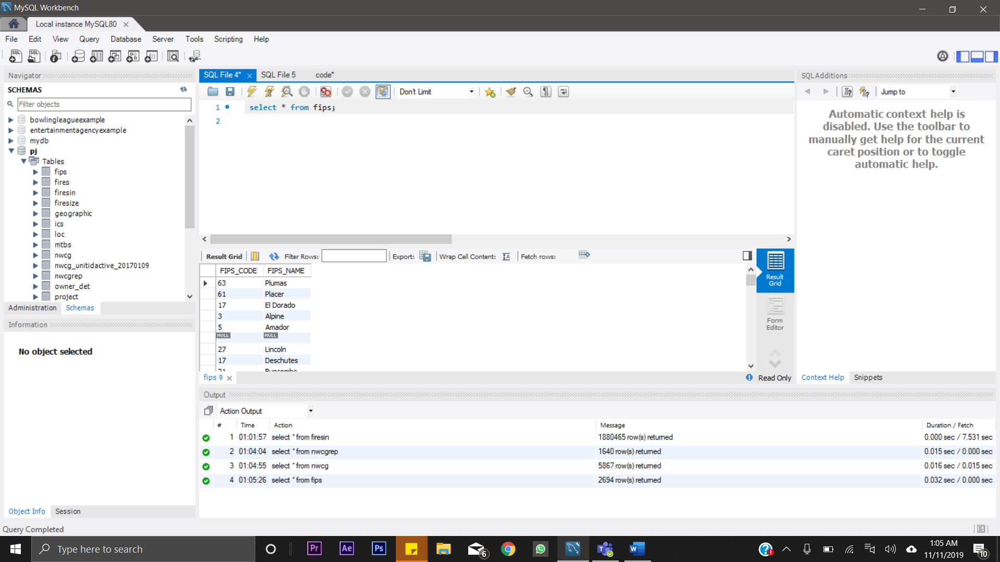 MySQL Workbench
Local instance MySQL80
File Edit View Query Database Server Tools Scripting Help
Navigator
SCHEMAS
Filter objects
bowlingleagueexample
entertainmentagencyexample
mydb
pj
Tables
fips
fires
firesin
firesize
geographic
ics
loc
mtbs
nwcg
nwcg_unitidactive_20170109
nwcgrep
owner_det
project
Administration Schemas
Information
No object selected
Object Info Session
SQL File 4* SQL File 5 code*
Don't Limit
1 select * from fips;
2
Result Grid Filter Rows: Export: Wrap Cell Content: Fetch rows:
FIPS_CODE FIPS_NAME
63 Plumas
61 Placer
17 El Dorado
3 Alpine
5 Amador
NULL NULL
27 Lincoln
17 Deschutes
21 Buncombe
Result Grid
Form Editor
fips 9
Read Only
SQLAdditions
Jump to
Automatic context help is
disabled. Use the toolbar to
manually get help for the current
caret position or to toggle
automatic help.
Context Help Snippets
Output
Action Output
# Time Action Message Duration / Fetch
1 01:01:57 select * from firesin 1880465 row(s) returned 0.000 sec / 7.531 sec
2 01:04:04 select * from nwcgrep 1640 row(s) returned 0.015 sec / 0.000 sec
3 01:04:55 select * from nwcg 5867 row(s) returned 0.016 sec / 0.015 sec
4 01:05:26 select * from fips 2694 row(s) returned 0.032 sec / 0.000 sec
Query Completed
Type here to search
Pr Ae Ps
6
1:05 AM
11/11/2019
10